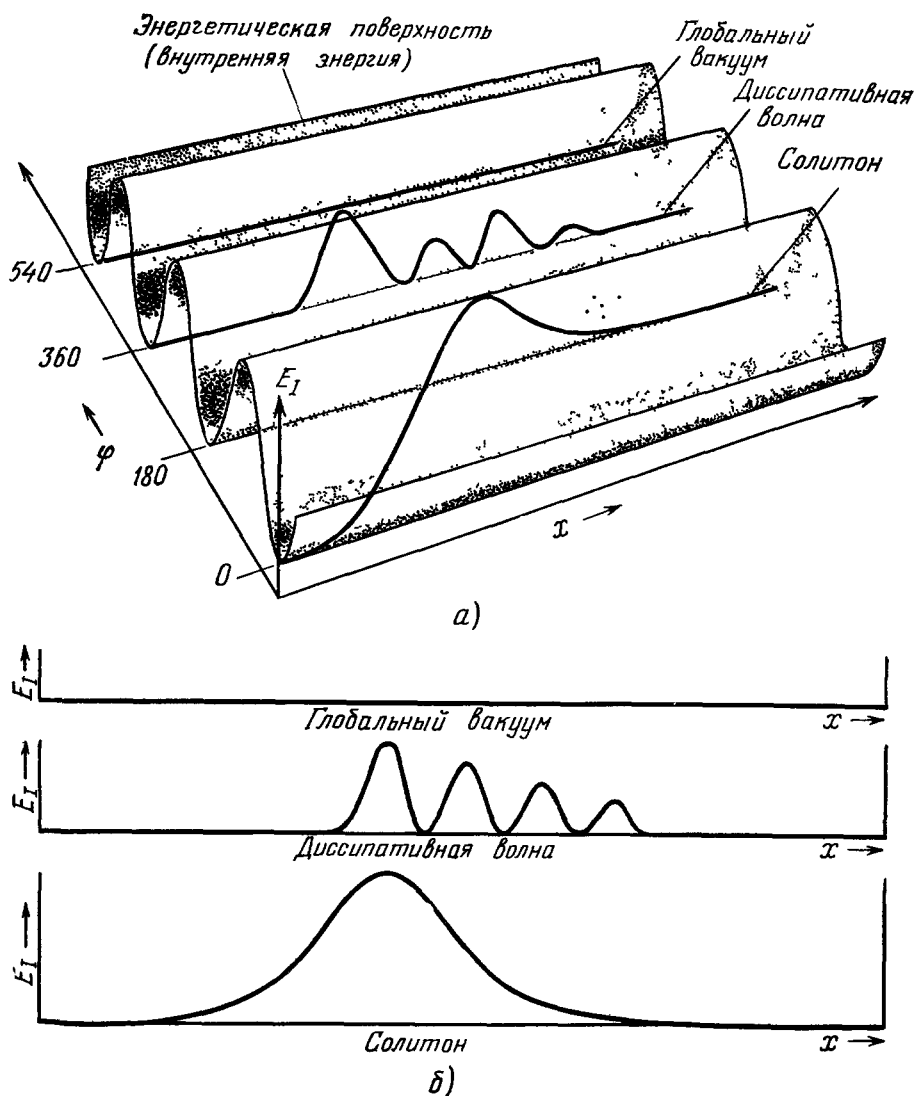 Энергетическая поверхность
(внутренняя энергия)
Глобальный
вакуум
Диссипативная
волна
Солитон
540
360
φ
180
0
E_I
x →
а)
E_I →
Глобальный вакуум
x →
E_I →
Диссипативная волна
x →
E_I →
Солитон
x →
б)